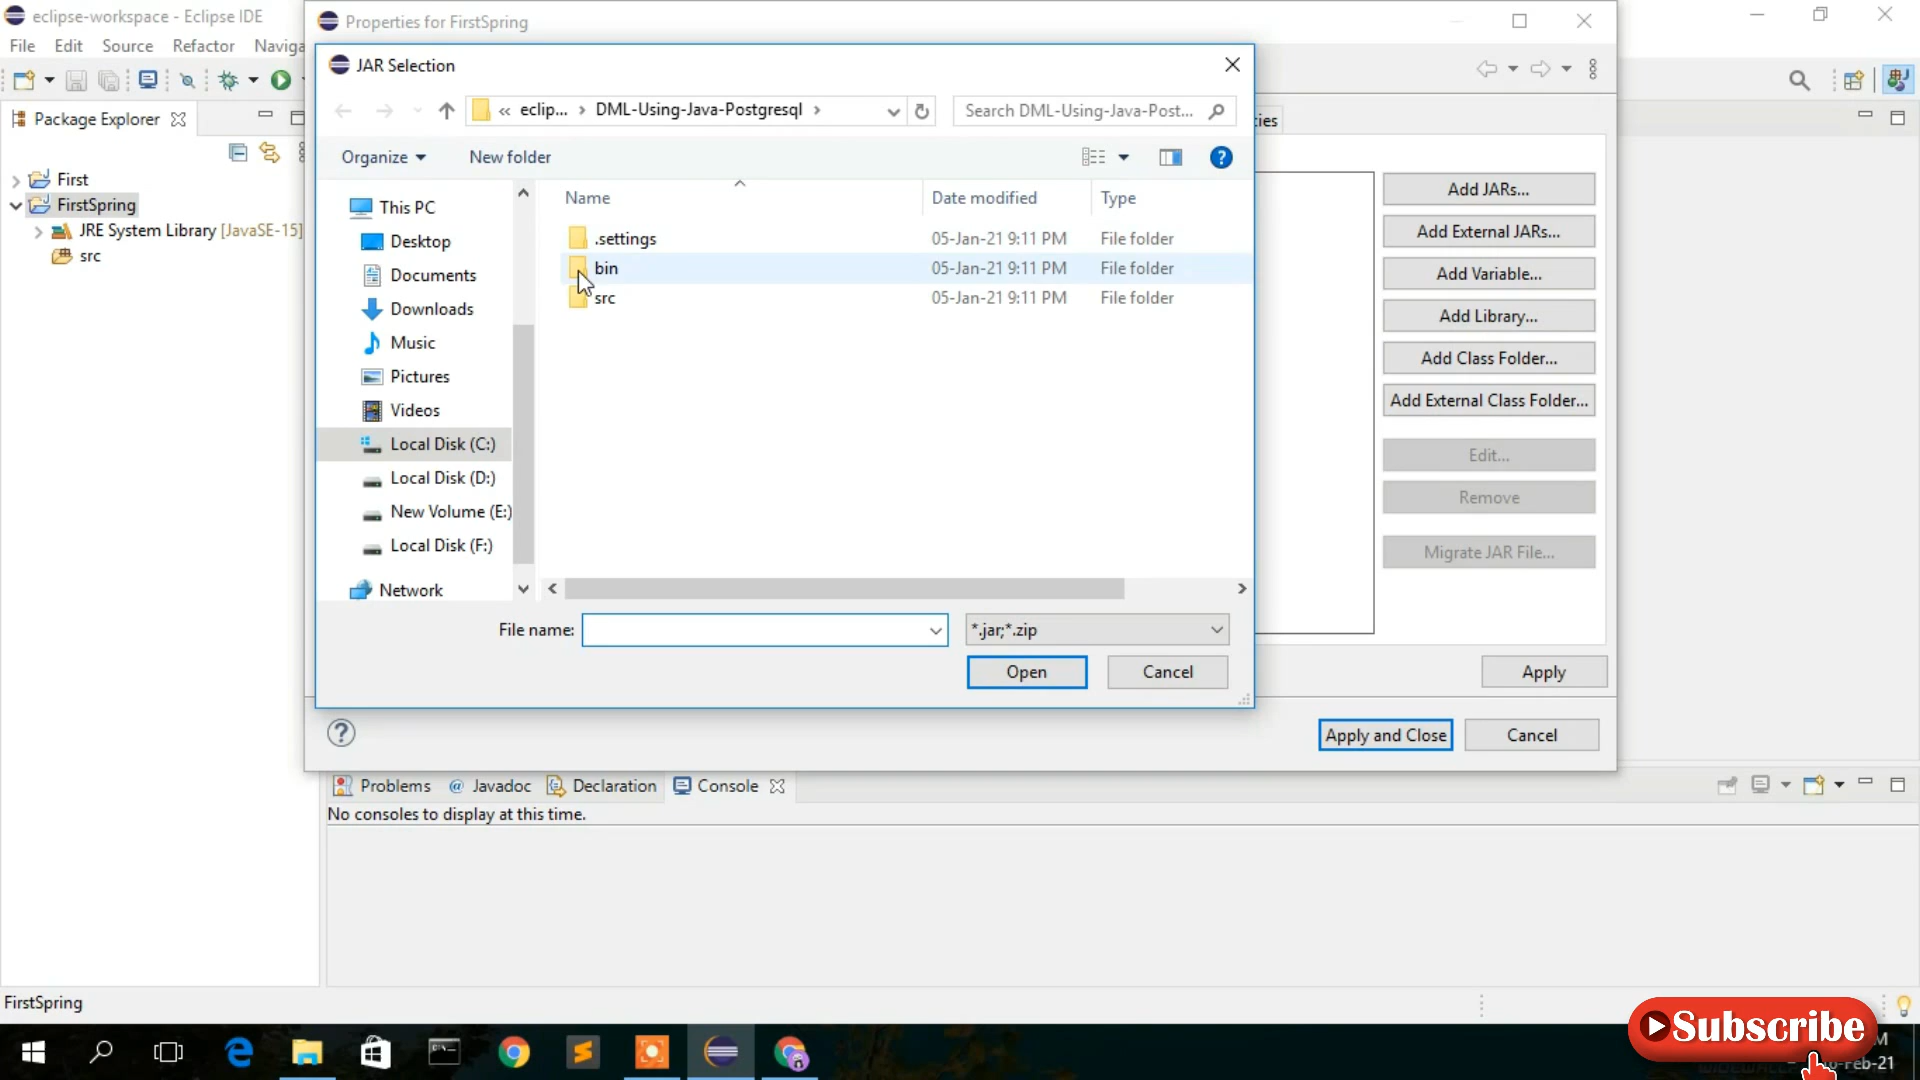 eclipse-workspace - Eclipse IDE
Properties for FirstSpring
File Edit Source Refactor Naviga
JAR Selection
« eclip... › DML-Using-Java-Postgresql ›
Search DML-Using-Java-Post...
Package Explorer
Organize
New folder
First
FirstSpring
JRE System Library [JavaSE-15]
src
This PC
Desktop
Documents
Downloads
Music
Pictures
Videos
Local Disk (C:)
Local Disk (D:)
New Volume (E:)
Local Disk (F:)
Network
Name Date modified Type
.settings 05-Jan-21 9:11 PM File folder
bin 05-Jan-21 9:11 PM File folder
src 05-Jan-21 9:11 PM File folder
File name:
*.jar;*.zip
Open
Cancel
Add JARs...
Add External JARs...
Add Variable...
Add Library...
Add Class Folder...
Add External Class Folder...
Edit...
Remove
Migrate JAR File...
Apply
Apply and Close
Cancel
Problems Javadoc Declaration Console
No consoles to display at this time.
FirstSpring
Subscribe